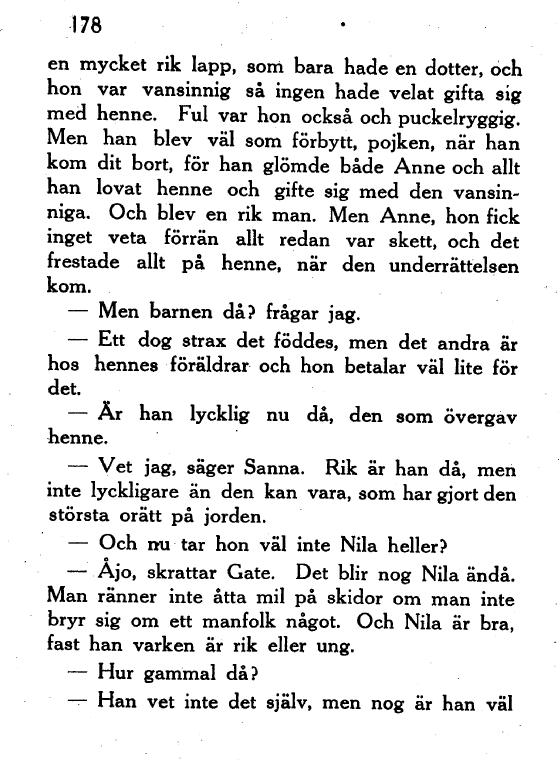 178
en mycket rik lapp, som bara hade en dotter, och
hon var vansinnig så ingen hade velat gifta sig
med henne. Ful var hon också och puckelryggig.
Men han blev väl som förbytt, pojken, när han
kom dit bort, för han glömde både Anne och allt
han lovat henne och gifte sig med den vansin-
niga. Och blev en rik man. Men Anne, hon fick
inget veta förrän allt redan var skett, och det
frestade allt på henne, när den underrättelsen
kom.
— Men barnen då? frågar jag.
— Ett dog strax det föddes, men det andra är
hos hennes föräldrar och hon betalar väl lite för
det.
— Är han lycklig nu då, den som övergav
henne.
— Vet jag, säger Sanna. Rik är han då, men
inte lyckligare än den kan vara, som har gjort den
största orätt på jorden.
— Och nu tar hon väl inte Nila heller?
— Åjo, skrattar Gate. Det blir nog Nila ändå.
Man ränner inte åtta mil på skidor om man inte
bryr sig om ett manfolk något. Och Nila är bra,
fast han varken är rik eller ung.
— Hur gammal då?
— Han vet inte det själv, men nog är han väl